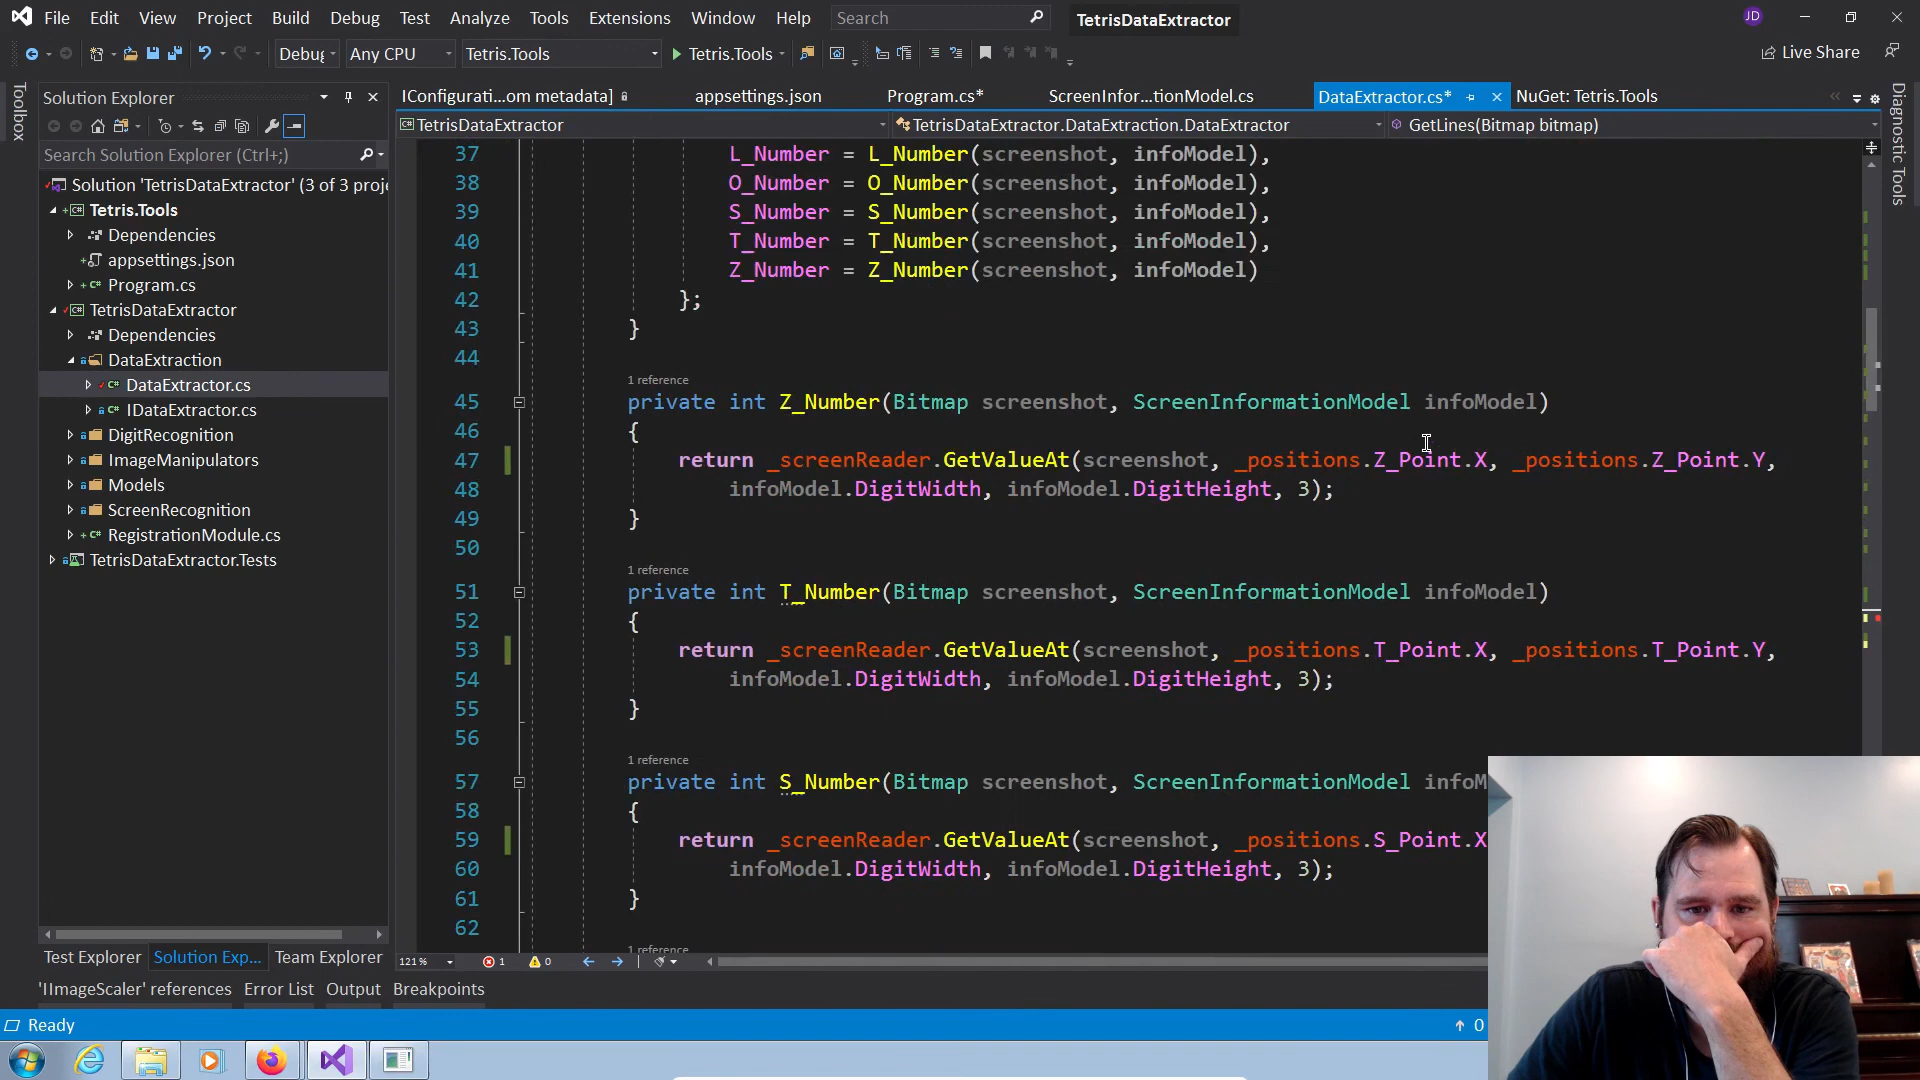 File Edit View Project Build Debug Test Analyze Tools Extensions Window Help Search TetrisDataExtractor JD
Debug Any CPU Tetris.Tools Tetris.Tools Live Share
Toolbox
Solution Explorer
Search Solution Explorer (Ctrl+;)
Solution 'TetrisDataExtractor' (3 of 3 proje
Tetris.Tools
Dependencies
appsettings.json
Program.cs
TetrisDataExtractor
Dependencies
DataExtraction
DataExtractor.cs
IDataExtractor.cs
DigitRecognition
ImageManipulators
Models
ScreenRecognition
RegistrationModule.cs
TetrisDataExtractor.Tests
Test Explorer Solution Exp... Team Explorer
IConfigurati...om metadata] appsettings.json Program.cs* ScreenInfor...tionModel.cs DataExtractor.cs* NuGet: Tetris.Tools
TetrisDataExtractor TetrisDataExtractor.DataExtraction.DataExtractor GetLines(Bitmap bitmap)
37 L_Number = L_Number(screenshot, infoModel),
38 O_Number = O_Number(screenshot, infoModel),
39 S_Number = S_Number(screenshot, infoModel),
40 T_Number = T_Number(screenshot, infoModel),
41 Z_Number = Z_Number(screenshot, infoModel)
42 };
43 }
44
1 reference
45 private int Z_Number(Bitmap screenshot, ScreenInformationModel infoModel)
46 {
47 return _screenReader.GetValueAt(screenshot, _positions.Z_Point.X, _positions.Z_Point.Y,
48 infoModel.DigitWidth, infoModel.DigitHeight, 3);
49 }
50
1 reference
51 private int T_Number(Bitmap screenshot, ScreenInformationModel infoModel)
52 {
53 return _screenReader.GetValueAt(screenshot, _positions.T_Point.X, _positions.T_Point.Y,
54 infoModel.DigitWidth, infoModel.DigitHeight, 3);
55 }
56
1 reference
57 private int S_Number(Bitmap screenshot, ScreenInformationModel infoM
58 {
59 return _screenReader.GetValueAt(screenshot, _positions.S_Point.X
60 infoModel.DigitWidth, infoModel.DigitHeight, 3);
61 }
62
1 reference
121 % 1 0
Diagnostic Tools
'IImageScaler' references Error List Output Breakpoints
Ready 0